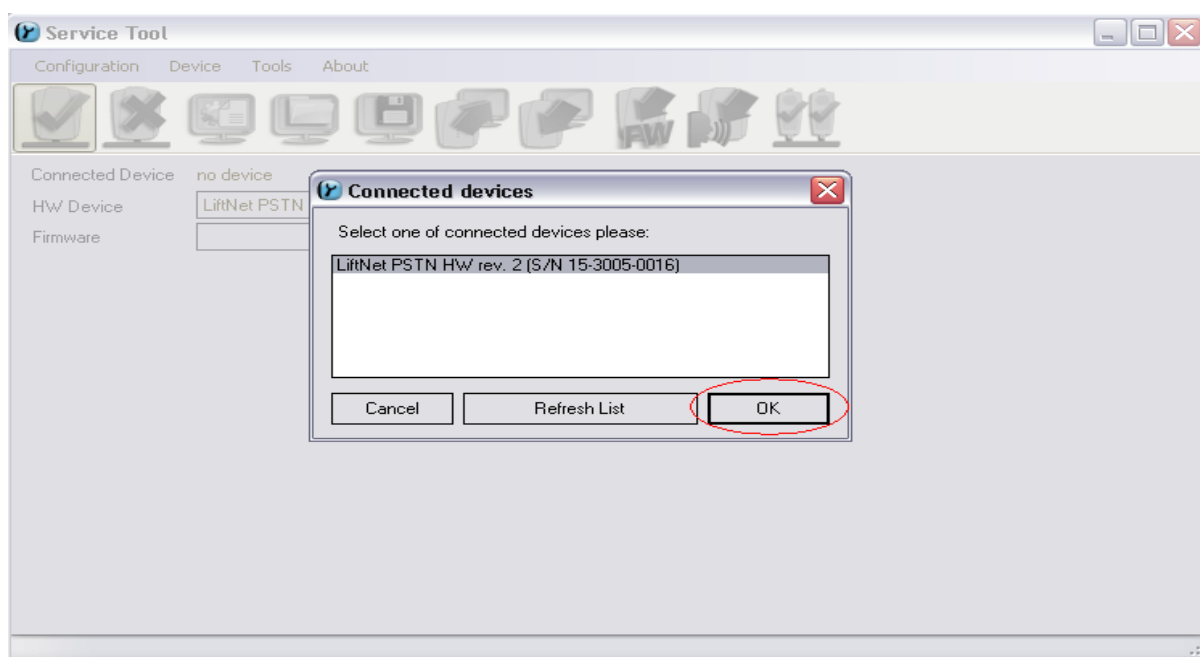 Service Tool
Configuration Device Tools About
FW
Connected Device no device
HW Device LiftNet PSTN
Firmware
Connected devices
Select one of connected devices please:
LiftNet PSTN HW rev. 2 (S/N 15-3005-0016)
Cancel Refresh List OK